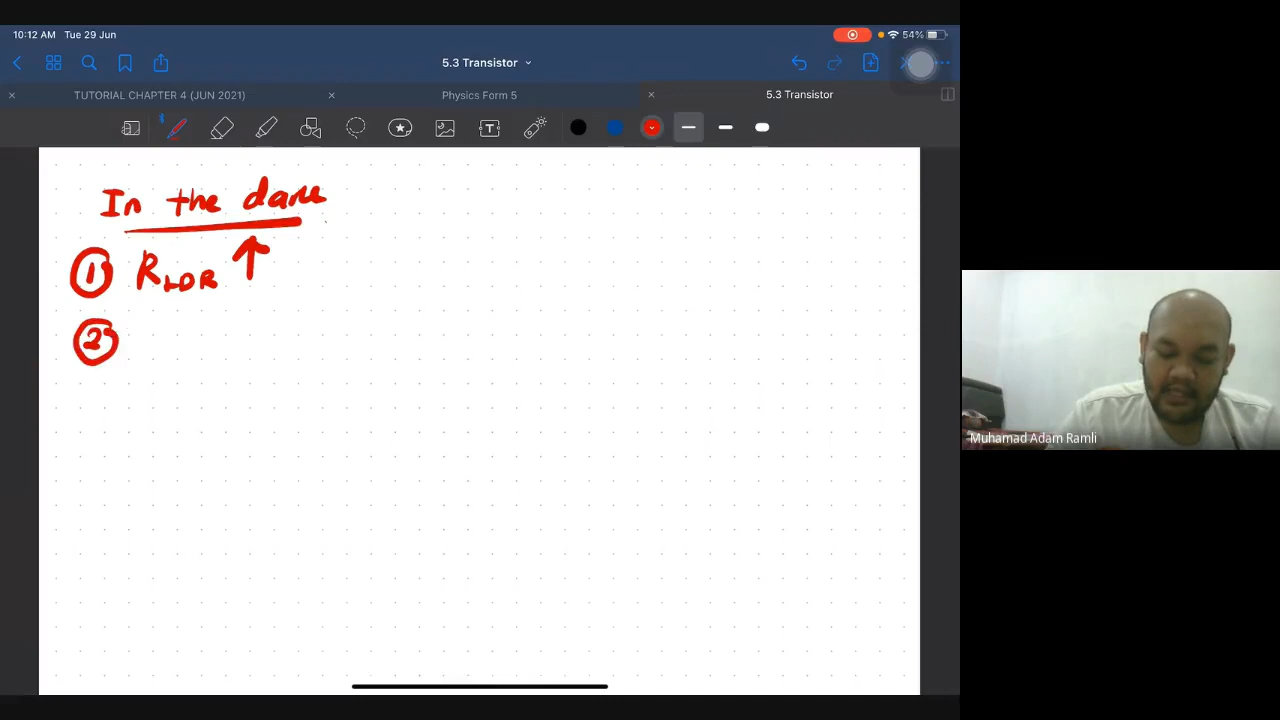 10:12 AM Tue 29 Jun
54%
5.3 Transistor
TUTORIAL CHAPTER 4 (JUN 2021)
Physics Form 5
5.3 Transistor
In the dark
① RLDR ↑
②
Muhamad Adam Ramli